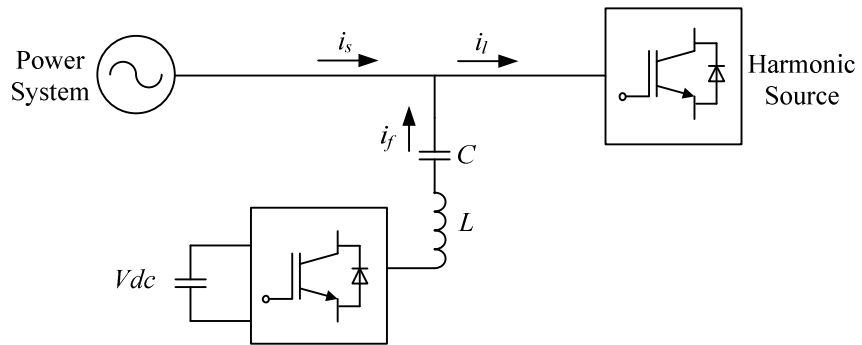 Power
System
i_s
i_l
Harmonic
Source
i_f
C
L
Vdc